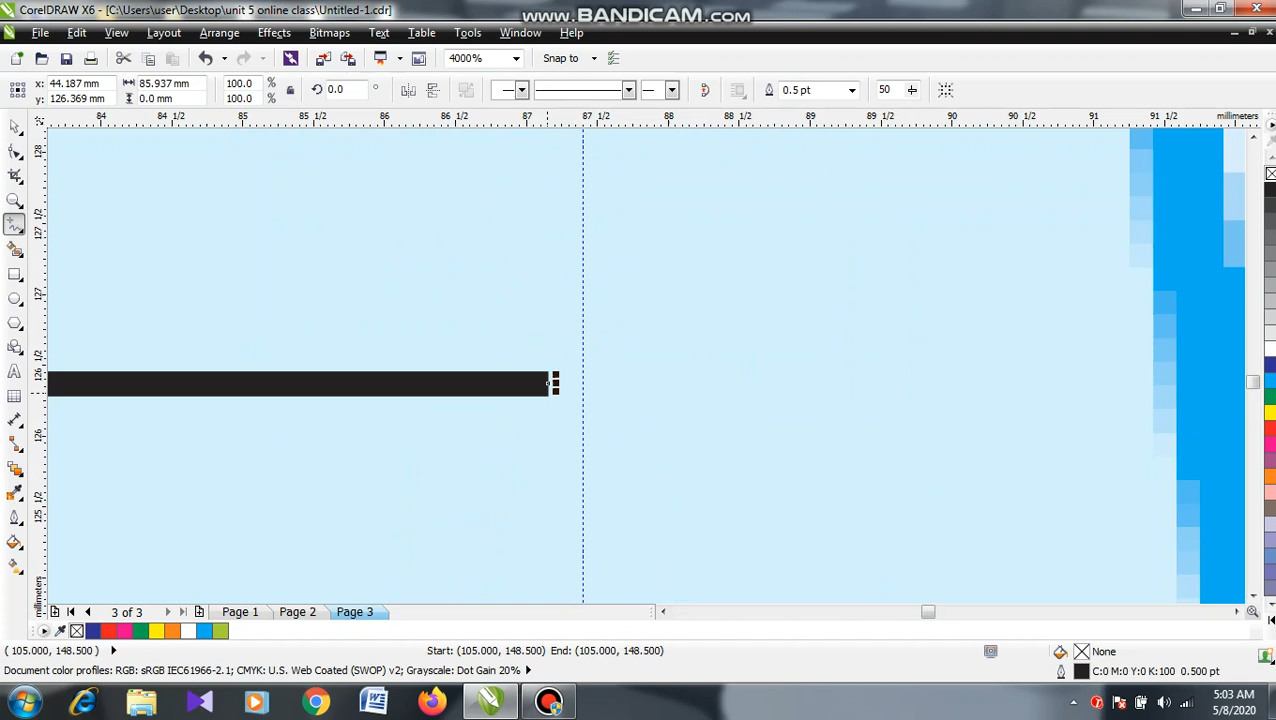 CorelDRAW X6 - [C:\Users\user\Desktop\unit 5 online class\Untitled-1.cdr]
www.BANDICAM.com
File Edit View Layout Arrange Effects Bitmaps Text Table Tools Window Help
4000% Snap to
x: 44.187 mm 85.937 mm 100.0 % 0.0 ° 0.5 pt 50
y: 126.369 mm 0.0 mm 100.0 %
84 84 1/2 85 85 1/2 86 86 1/2 87 87 1/2 88 88 1/2 89 89 1/2 90 90 1/2 91 91 1/2 millimeters
128
1/2
127
127
1/2
126
1/2
126
1/2
125
1/2
millimeters
3 of 3 Page 1 Page 2 Page 3
( 105.000, 148.500 ) Start: (105.000, 148.500) End: (105.000, 148.500) None
Document color profiles: RGB: sRGB IEC61966-2.1; CMYK: U.S. Web Coated (SWOP) v2; Grayscale: Dot Gain 20% C:0 M:0 Y:0 K:100 0.500 pt
5:03 AM
5/8/2020